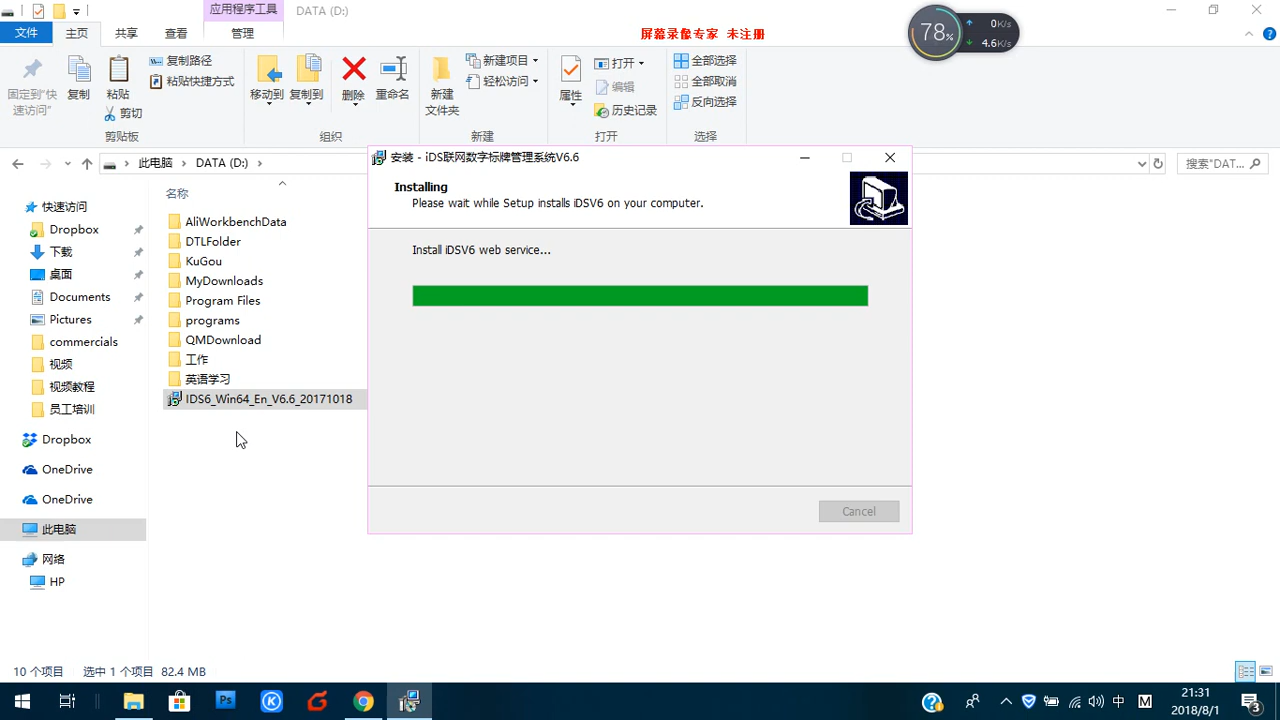 应用程序工具
DATA (D:)
文件
主页
共享
查看
管理
屏幕录像专家 未注册
78%
0K/s
4.6K/s
固定到"快速访问"
复制
粘贴
复制路径
粘贴快捷方式
剪切
剪贴板
移动到
复制到
删除
重命名
组织
新建
文件夹
新建项目
轻松访问
新建
属性
打开
编辑
历史记录
打开
全部选择
全部取消
反向选择
选择
此电脑
DATA (D:)
搜索"DAT...
快速访问
Dropbox
下载
桌面
Documents
Pictures
commercials
视频
视频教程
员工培训
Dropbox
OneDrive
OneDrive
此电脑
网络
HP
名称
AliWorkbenchData
DTLFolder
KuGou
MyDownloads
Program Files
programs
QMDownload
工作
英语学习
IDS6_Win64_En_V6.6_20171018
安装 - iDS联网数字标牌管理系统V6.6
Installing
Please wait while Setup installs iDSV6 on your computer.
Install iDSV6 web service...
Cancel
10 个项目
选中 1 个项目
82.4 MB
Ps
K
中
M
21:31
2018/8/1
3